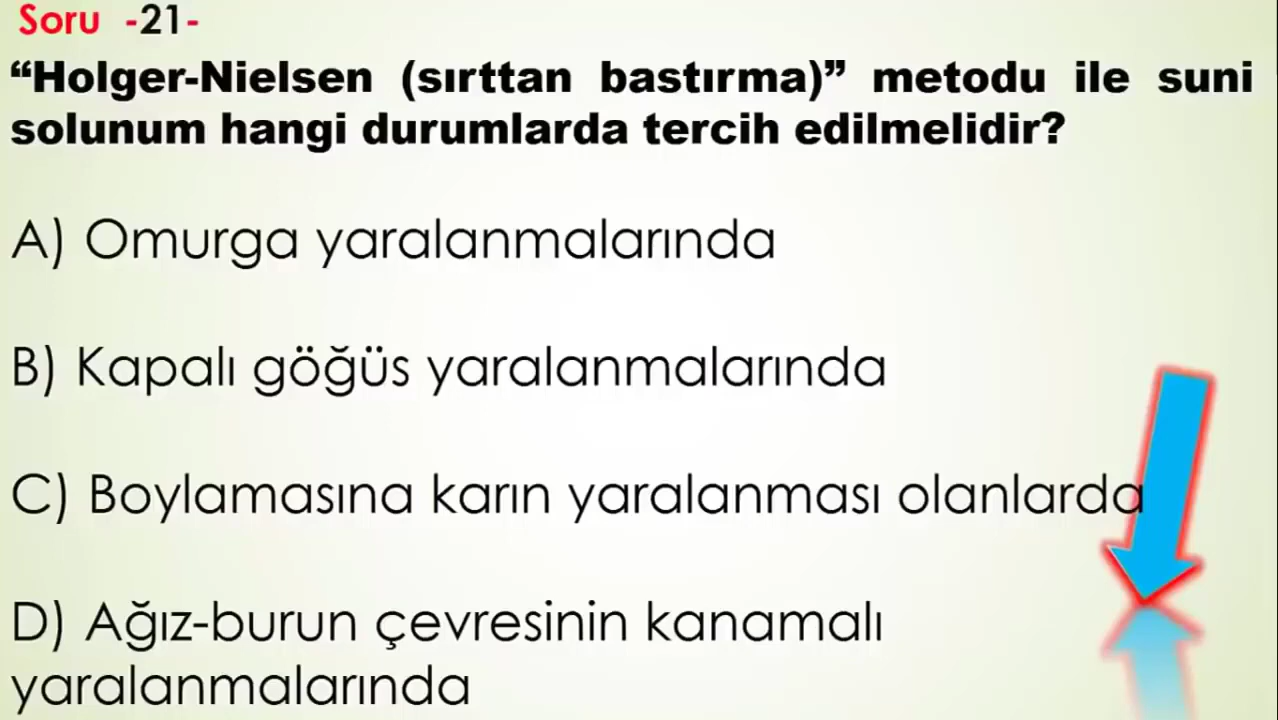 Soru -21-
“Holger-Nielsen (sırttan bastırma)” metodu ile suni
solunum hangi durumlarda tercih edilmelidir?
A) Omurga yaralanmalarında
B) Kapalı göğüs yaralanmalarında
C) Boylamasına karın yaralanması olanlarda
D) Ağız-burun çevresinin kanamalı
yaralanmalarında